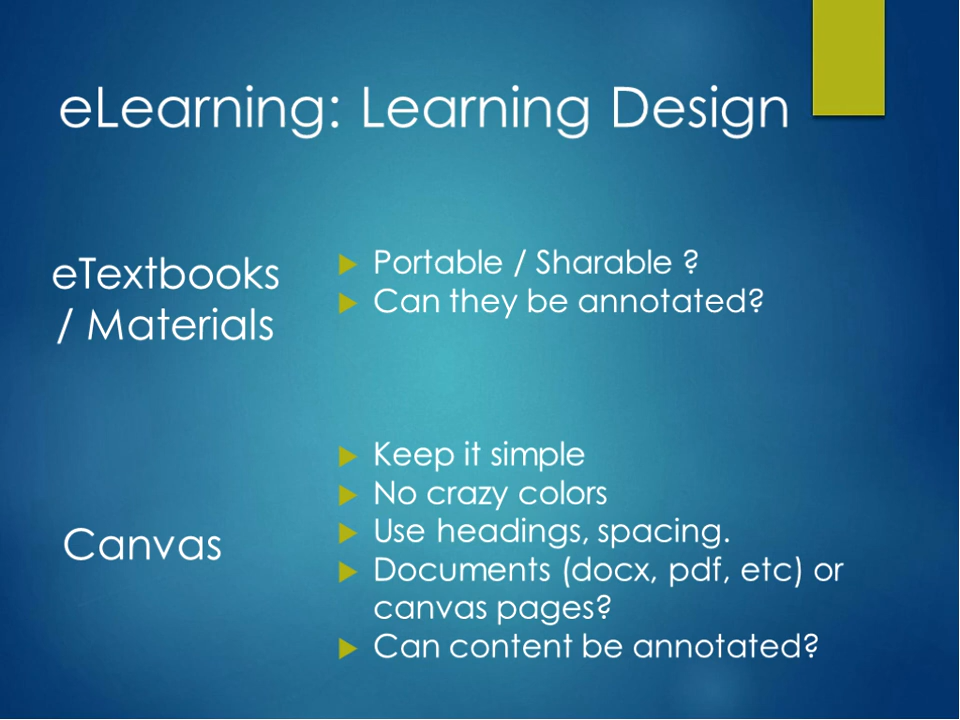 eLearning: Learning Design
eTextbooks
/ Materials
Portable / Sharable ?
Can they be annotated?
Canvas
Keep it simple
No crazy colors
Use headings, spacing.
Documents (docx, pdf, etc) or
canvas pages?
Can content be annotated?